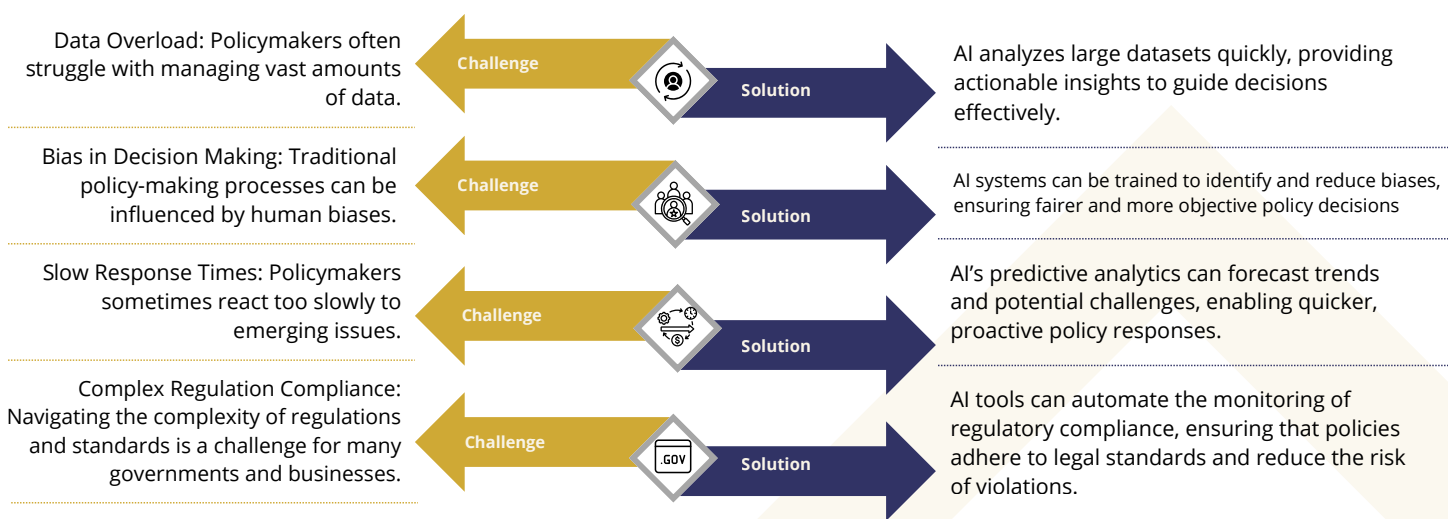 Data Overload: Policymakers often
struggle with managing vast amounts
of data.
Challenge
Solution
AI analyzes large datasets quickly, providing
actionable insights to guide decisions
effectively.
Bias in Decision Making: Traditional
policy-making processes can be
influenced by human biases.
Challenge
Solution
AI systems can be trained to identify and reduce biases,
ensuring fairer and more objective policy decisions
Slow Response Times: Policymakers
sometimes react too slowly to
emerging issues.
Challenge
Solution
AI’s predictive analytics can forecast trends
and potential challenges, enabling quicker,
proactive policy responses.
Complex Regulation Compliance:
Navigating the complexity of regulations
and standards is a challenge for many
governments and businesses.
Challenge
.GOV
Solution
AI tools can automate the monitoring of
regulatory compliance, ensuring that policies
adhere to legal standards and reduce the risk
of violations.